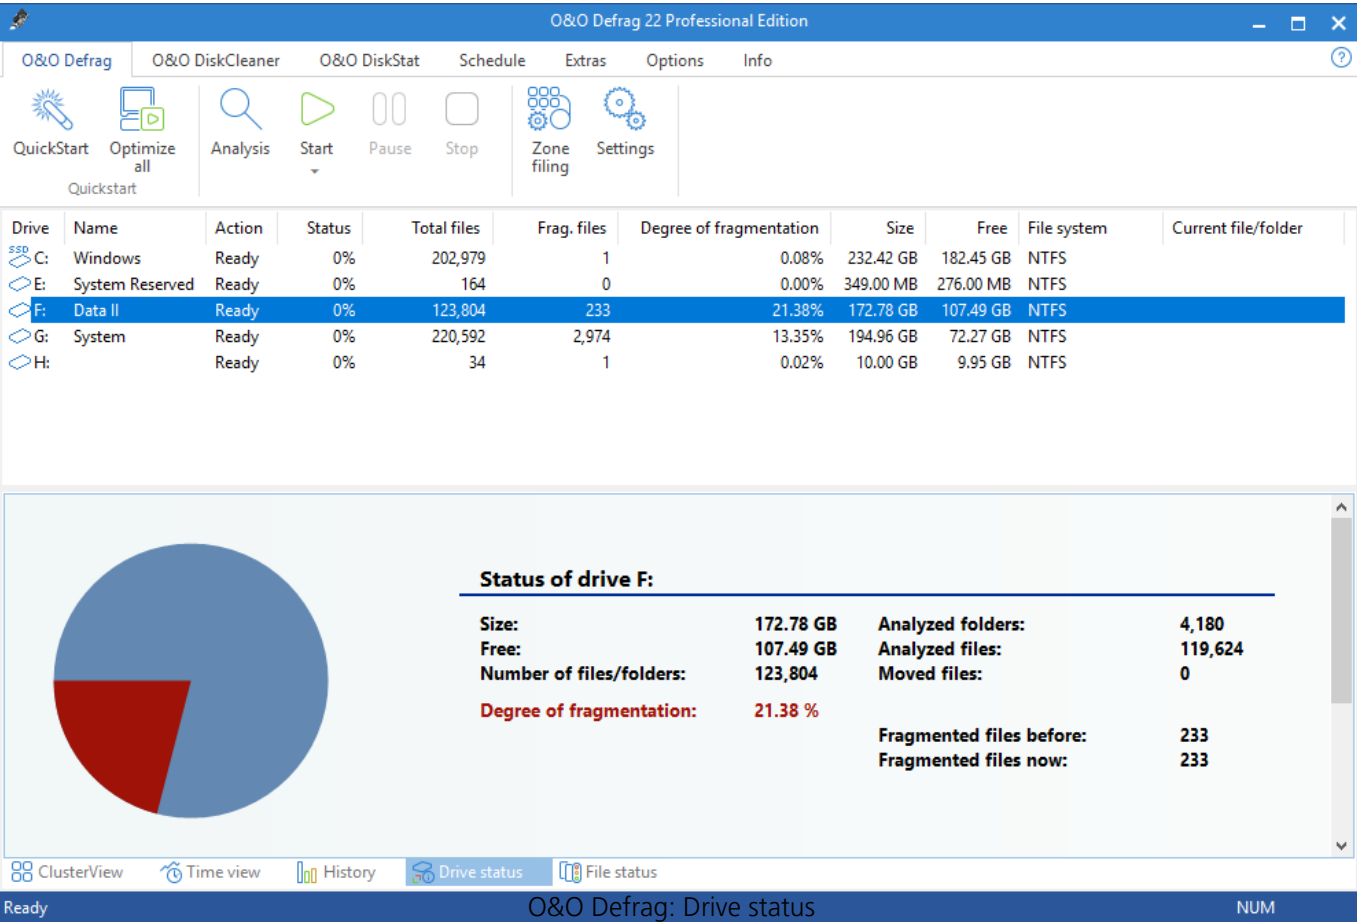 O&O Defrag 22 Professional Edition
O&O Defrag O&O DiskCleaner O&O DiskStat Schedule Extras Options Info ?
QuickStart Optimize all Analysis Start Pause Stop Zone filing Settings
Quickstart
Drive Name Action Status Total files Frag. files Degree of fragmentation Size Free File system Current file/folder
SSD C: Windows Ready 0% 202,979 1 0.08% 232.42 GB 182.45 GB NTFS
E: System Reserved Ready 0% 164 0 0.00% 349.00 MB 276.00 MB NTFS
F: Data II Ready 0% 123,804 233 21.38% 172.78 GB 107.49 GB NTFS
G: System Ready 0% 220,592 2,974 13.35% 194.96 GB 72.27 GB NTFS
H: Ready 0% 34 1 0.02% 10.00 GB 9.95 GB NTFS
Status of drive F:
Size: 172.78 GB Analyzed folders: 4,180
Free: 107.49 GB Analyzed files: 119,624
Number of files/folders: 123,804 Moved files: 0
Degree of fragmentation: 21.38 %
Fragmented files before: 233
Fragmented files now: 233
ClusterView Time view History Drive status File status
Ready O&O Defrag: Drive status NUM